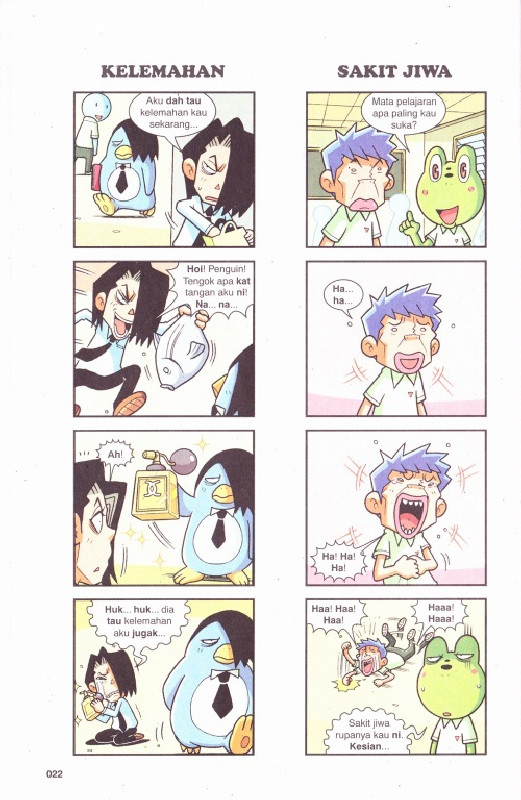 KELEMAHAN
Aku dah tau
kelemahan kau
sekarang...
Hoi! Penguin!
Tengok apa kat
tangan aku ni!
Na... na...
Ah!
Huk... huk... dia
tau kelemahan
aku jugak...
SAKIT JIWA
Mata pelajaran
apa paling kau
suka?
Ha...
ha...
Ha! Ha!
Ha!
Haa! Haa!
Haa!
Haaa!
Haaa!
Sakit jiwa
rupanya kau ni.
Kesian...
022